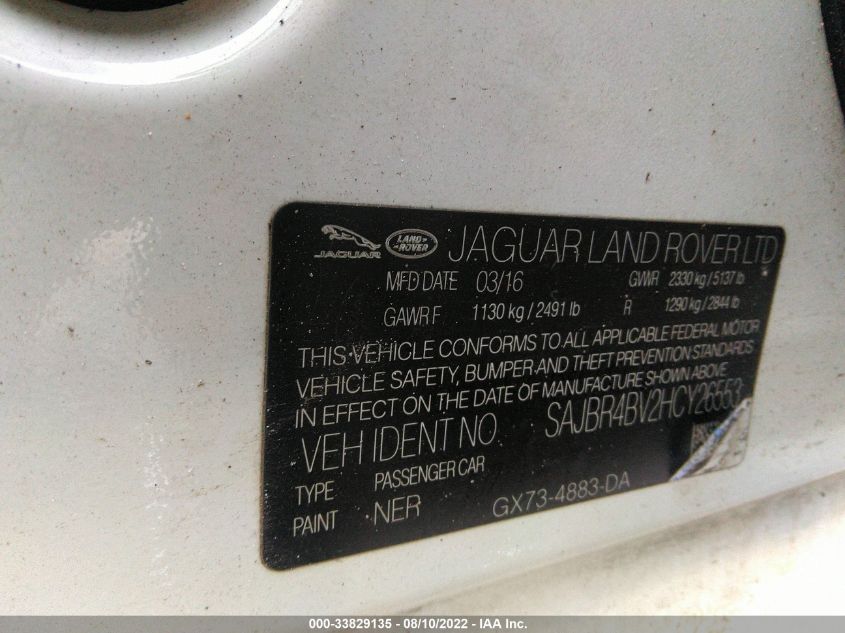 JAGUAR LAND ROVER JAGUAR LAND ROVER LTD
MFD DATE 03/16 GVWR 2330 kg / 5137 lb
GAWR F 1130 kg / 2491 lb R 1290 kg / 2844 lb
THIS VEHICLE CONFORMS TO ALL APPLICABLE FEDERAL MOTOR
VEHICLE SAFETY, BUMPER AND THEFT PREVENTION STANDARDS
IN EFFECT ON THE DATE OF MANUFACTURE SHOWN ABOVE
VEH IDENT NO SAJBR4BV2HCY26553
TYPE PASSENGER CAR
PAINT NER GX73-4883-DA
000-33829135 - 08/10/2022 - IAA Inc.